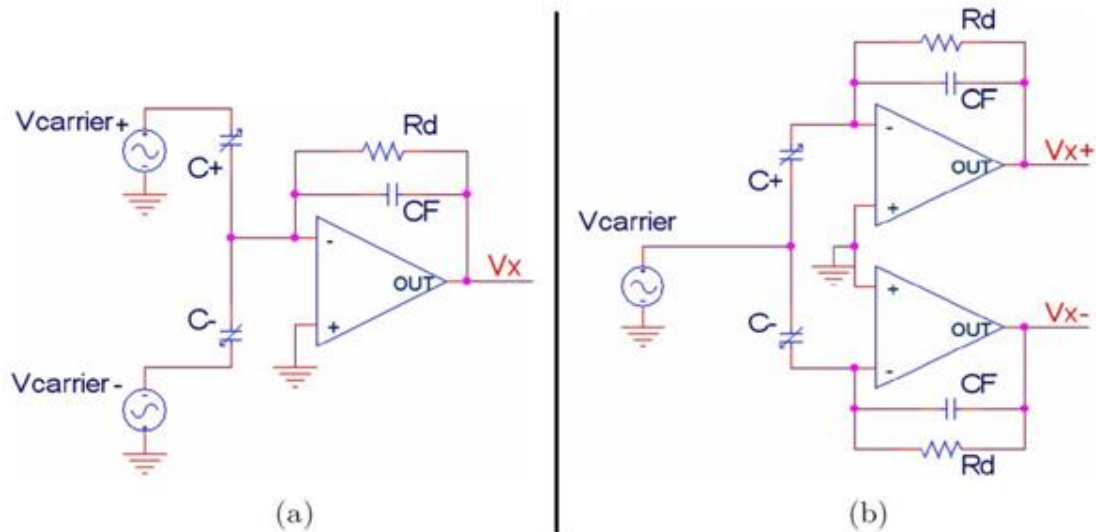 Vcarrier+
C+
Rd
CF
-
+
OUT
Vx
C-
Vcarrier-
(a)
Rd
CF
-
+
OUT
Vx+
C+
Vcarrier
C-
+
-
OUT
Vx-
CF
Rd
(b)